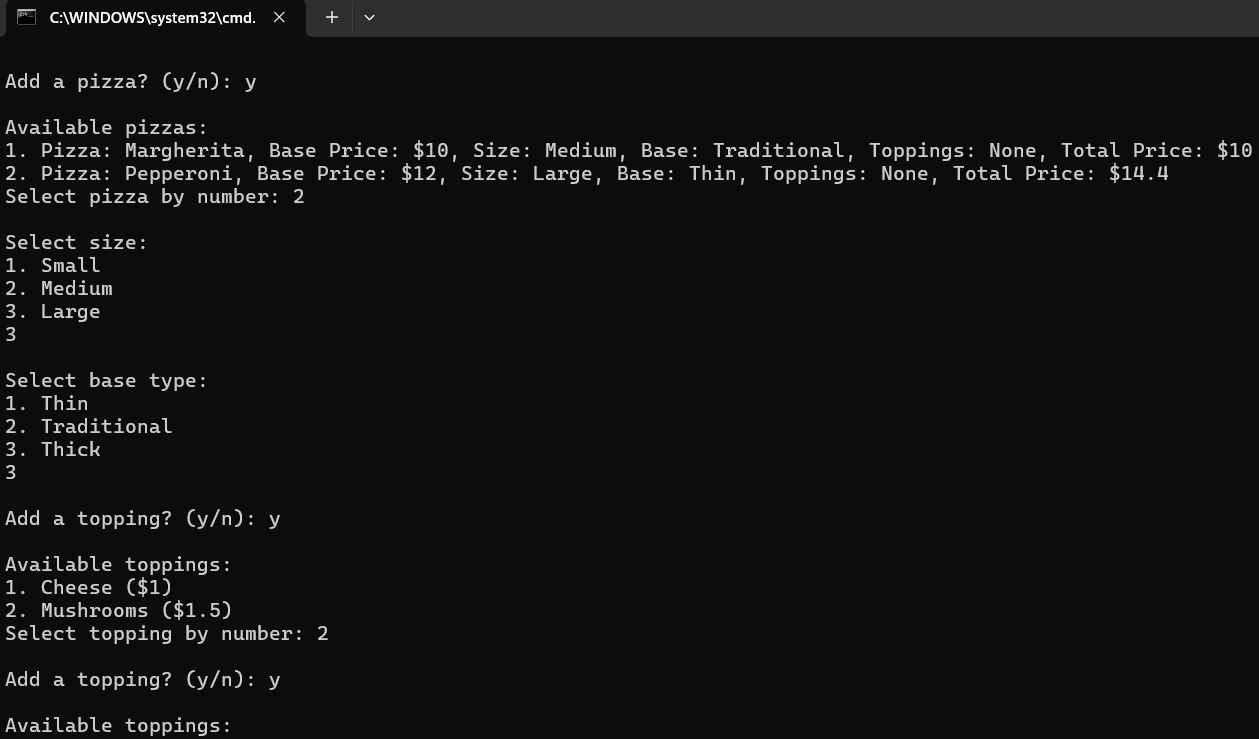 C:\WINDOWS\system32\cmd.
Add a pizza? (y/n): y
Available pizzas:
1. Pizza: Margherita, Base Price: $10, Size: Medium, Base: Traditional, Toppings: None, Total Price: $10
2. Pizza: Pepperoni, Base Price: $12, Size: Large, Base: Thin, Toppings: None, Total Price: $14.4
Select pizza by number: 2
Select size:
1. Small
2. Medium
3. Large
3
Select base type:
1. Thin
2. Traditional
3. Thick
3
Add a topping? (y/n): y
Available toppings:
1. Cheese ($1)
2. Mushrooms ($1.5)
Select topping by number: 2
Add a topping? (y/n): y
Available toppings: